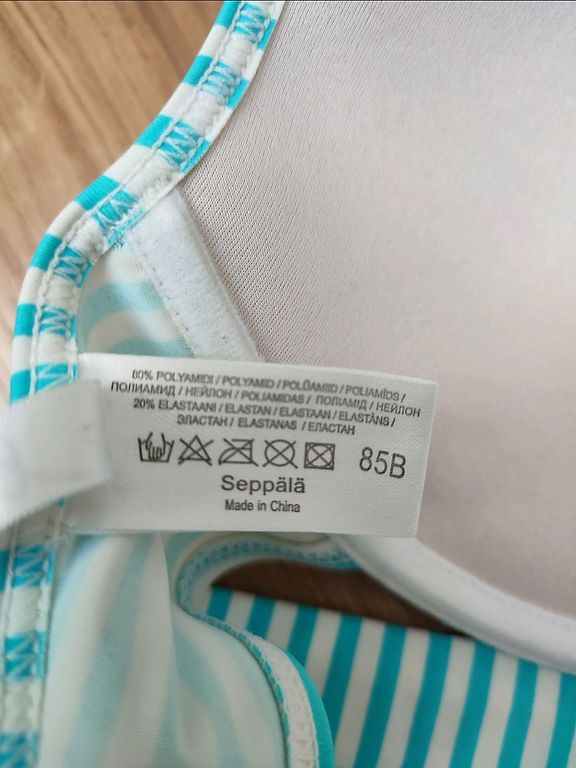 80% POLYAMIDI / POLYAMID / POLÜAMIID / POLIAMĪDS /
ПОЛИАМИД / НЕЙЛОН / POLIAMIDAS / ПОЛІАМІД / НЕЙЛОН
20% ELASTAANI / ELASTAN / ELASTAAN / ELASTĀNS /
ЭЛАСТАН / ELASTANAS / ЕЛАСТАН
85B
Seppälä
Made in China